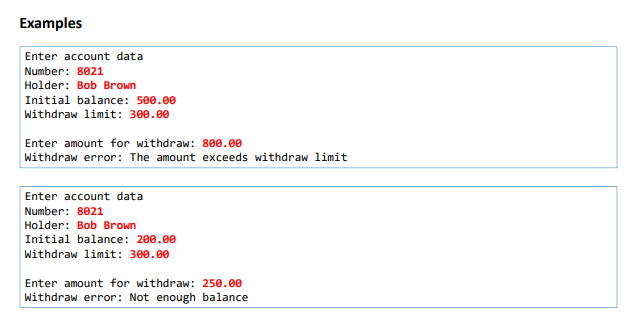 Examples
Enter account data
Number: 8021
Holder: Bob Brown
Initial balance: 500.00
Withdraw limit: 300.00
Enter amount for withdraw: 800.00
Withdraw error: The amount exceeds withdraw limit
Enter account data
Number: 8021
Holder: Bob Brown
Initial balance: 200.00
Withdraw limit: 300.00
Enter amount for withdraw: 250.00
Withdraw error: Not enough balance